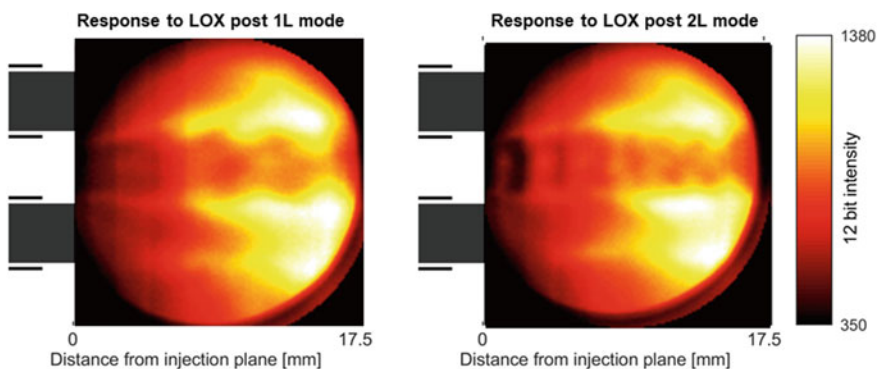 Response to LOX post 1L mode
Response to LOX post 2L mode
1380
12 bit intensity
350
0
17.5
Distance from injection plane [mm]
0
17.5
Distance from injection plane [mm]